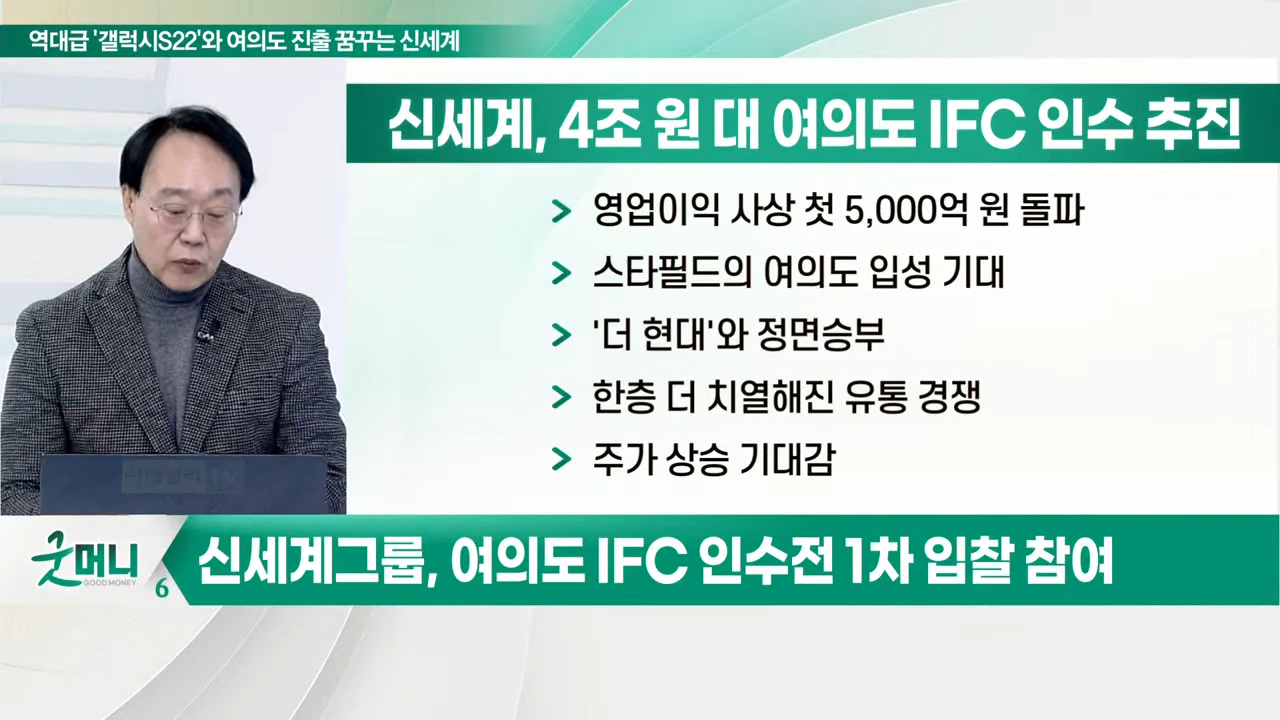 역대급 '갤럭시S22'와 여의도 진출 꿈꾸는 신세계
신세계, 4조 원 대 여의도 IFC 인수 추진
> 영업이익 사상 첫 5,000억 원 돌파
> 스타필드의 여의도 입성 기대
> '더 현대'와 정면승부
> 한층 더 치열해진 유통 경쟁
> 주가 상승 기대감
굿머니
GOOD MONEY
6
신세계그룹, 여의도 IFC 인수전 1차 입찰 참여